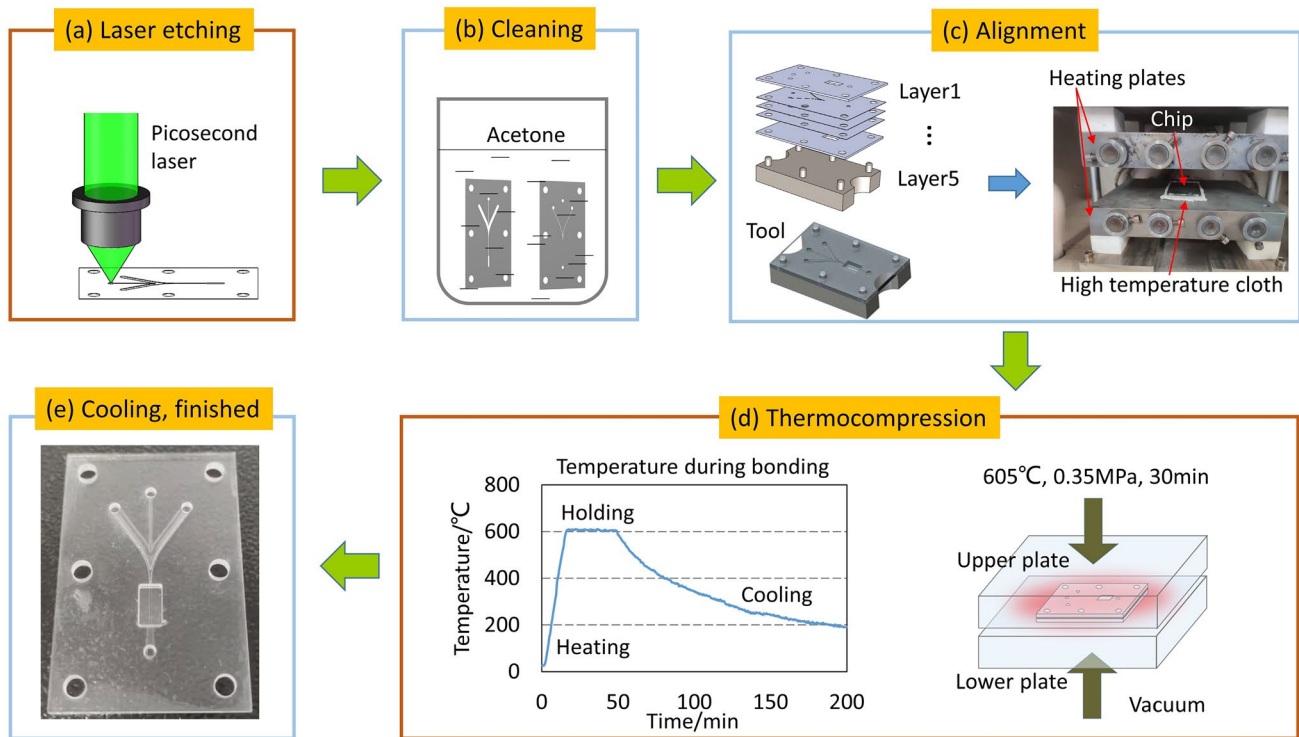 (a) Laser etching
Picosecond
laser
(b) Cleaning
Acetone
(c) Alignment
Layer1
⋮
Layer5
Tool
Heating plates
Chip
High temperature cloth
(d) Thermocompression
Temperature during bonding
Temperature/℃
800
600
400
200
0
Holding
Cooling
Heating
0
50
100
150
200
Time/min
605℃, 0.35MPa, 30min
Upper plate
Lower plate
Vacuum
(e) Cooling, finished